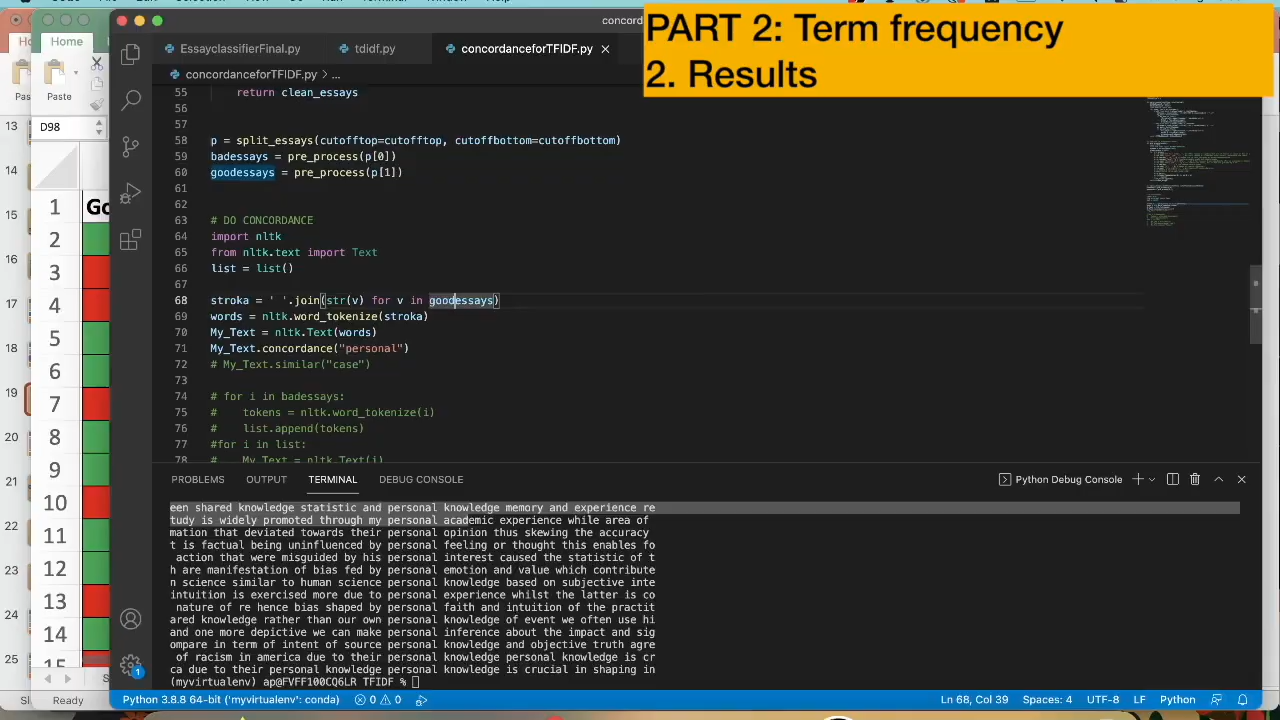 PART 2: Term frequency
2. Results
Home
Home
Paste
Paste
D98
EssayclassifierFinal.py
tdidf.py
concordanceforTFIDF.py
concordanceforTFIDF.py > ...
55 return clean_essays
56
57
58 p = split_essays(cutofftop=cutofftop, cutoffbottom=cutoffbottom)
59 badessays = pre_process(p[0])
60 goodessays = pre_process(p[1])
61
62
63 # DO CONCORDANCE
64 import nltk
65 from nltk.text import Text
66 list = list()
67
68 stroka = ' '.join(str(v) for v in goodessays)
69 words = nltk.word_tokenize(stroka)
70 My_Text = nltk.Text(words)
71 My_Text.concordance("personal")
72 # My_Text.similar("case")
73
74 # for i in badessays:
75 # tokens = nltk.word_tokenize(i)
76 # list.append(tokens)
77 #for i in list:
78 # My_Text = nltk.Text(i)
13
14
15
16
17
18
19
20
21
22
23
24
25
1 Go
2
3
4
5
6
7
8
9
10
11
12
13
14
15
Ready
PROBLEMS OUTPUT TERMINAL DEBUG CONSOLE
Python Debug Console
een shared knowledge statistic and personal knowledge memory and experience re
tudy is widely promoted through my personal academic experience while area of
mation that deviated towards their personal opinion thus skewing the accuracy
t is factual being uninfluenced by personal feeling or thought this enables fo
action that were misguided by his personal interest caused the statistic of t
h are manifestation of bias fed by personal emotion and value which contribute
n science similar to human science personal knowledge based on subjective inte
intuition is exercised more due to personal experience whilst the latter is co
nature of re hence bias shaped by personal faith and intuition of the practit
ared knowledge rather than our own personal knowledge of event we often use hi
and one more depictive we can make personal inference about the impact and sig
ompare in term of intent of source personal knowledge and objective truth agre
of racism in america due to their personal knowledge personal knowledge is cr
ca due to their personal knowledge personal knowledge is crucial in shaping in
(myvirtualenv) ap@FVFF100CQ6LR TFIDF %
1
Python 3.8.8 64-bit ('myvirtualenv': conda) 0 0
Ln 68, Col 39 Spaces: 4 UTF-8 LF Python